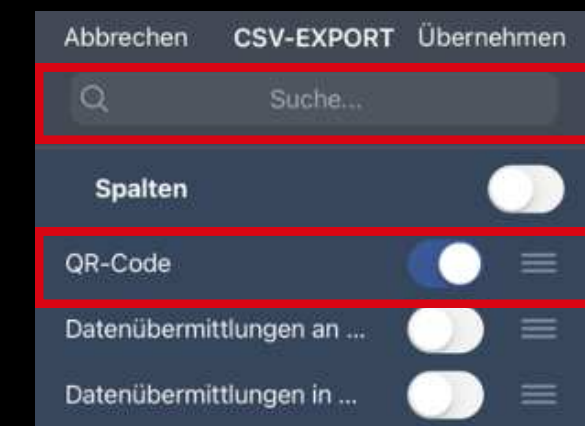 Abbrechen CSV-EXPORT Übernehmen
Suche...
Spalten
QR-Code
Datenübermittlungen an ...
Datenübermittlungen in ...